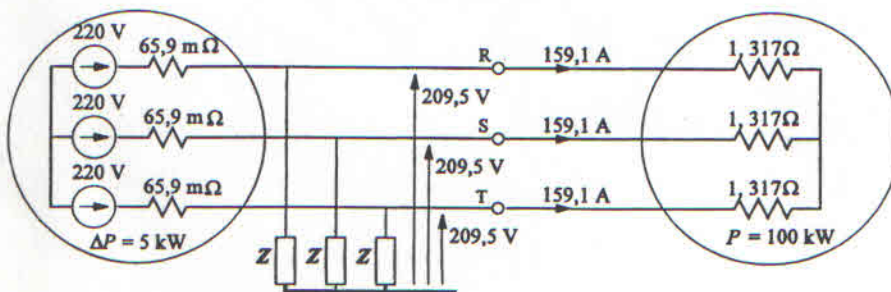 220 V
65,9 mΩ
R
159,1 A
1, 317Ω
220 V
209,5 V
65,9 mΩ
S
159,1 A
1, 317Ω
220 V
209,5 V
65,9 mΩ
T
159,1 A
1, 317Ω
209,5 V
ΔP = 5 kW
Z
Z
Z
P = 100 kW